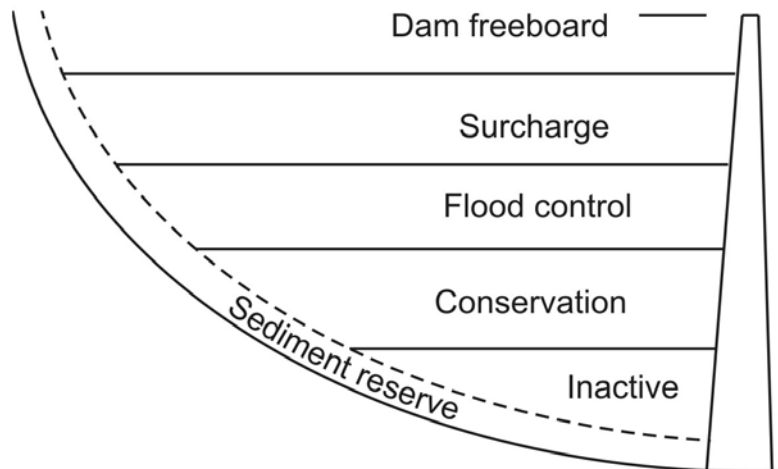 Dam freeboard
Surcharge
Flood control
Conservation
Sediment reserve
Inactive